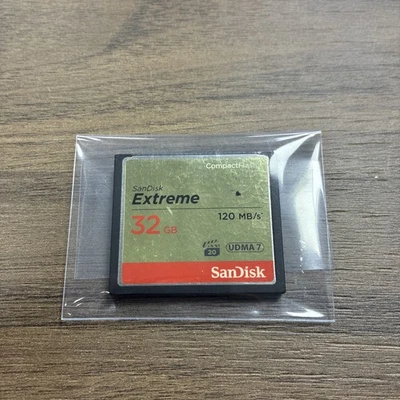 CompactFlash
SanDisk
Extreme
120 MB/s
32 GB
20
UDMA 7
SanDisk